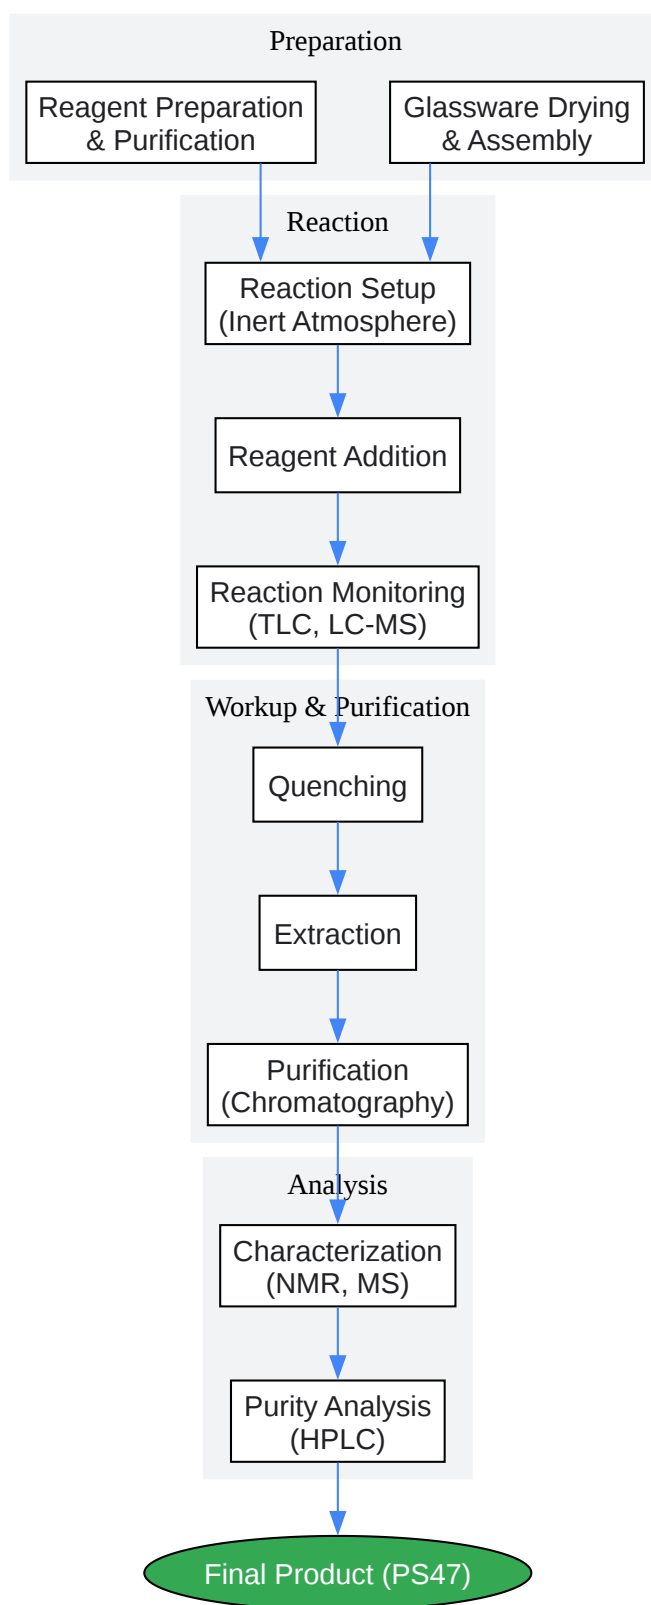 Preparation
Reagent Preparation
& Purification
Glassware Drying
& Assembly
Reaction
Reaction Setup
(Inert Atmosphere)
Reagent Addition
Reaction Monitoring
(TLC, LC-MS)
Workup & Purification
Quenching
Extraction
Purification
(Chromatography)
Analysis
Characterization
(NMR, MS)
Purity Analysis
(HPLC)
Final Product (PS47)